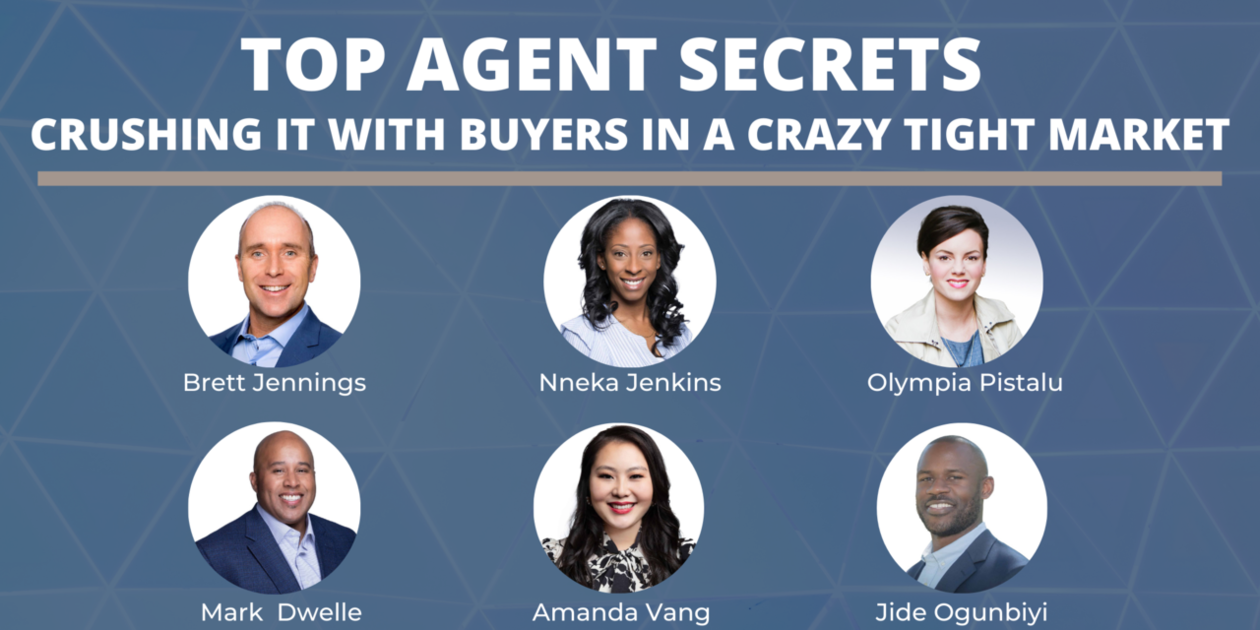 TOP AGENT SECRETS
CRUSHING IT WITH BUYERS IN A CRAZY TIGHT MARKET
Brett Jennings
Nneka Jenkins
Olympia Pistalu
Mark Dwelle
Amanda Vang
Jide Ogunbiyi